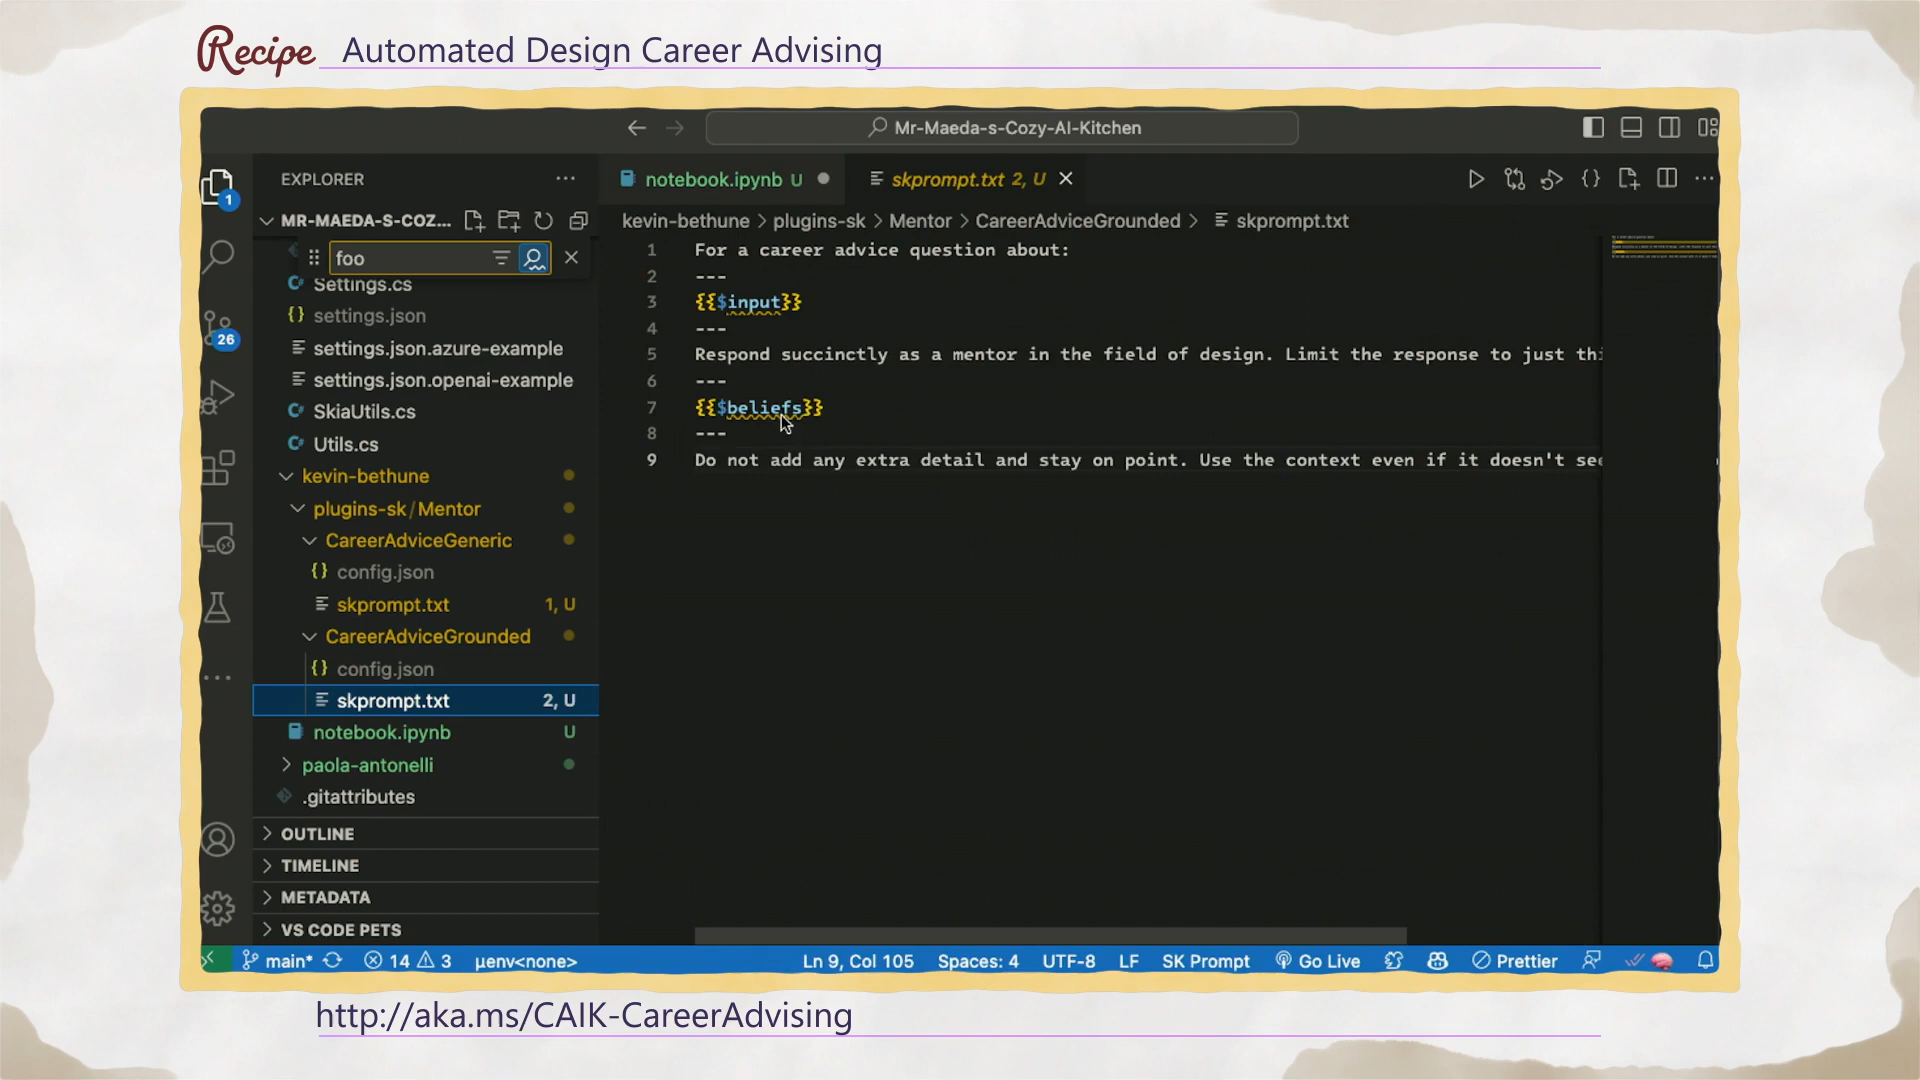 Recipe Automated Design Career Advising
Mr-Maeda-s-Cozy-AI-Kitchen
EXPLORER
1
MR-MAEDA-S-COZ...
foo
Settings.cs
settings.json
26
settings.json.azure-example
settings.json.openai-example
SkiaUtils.cs
Utils.cs
kevin-bethune
plugins-sk/Mentor
CareerAdviceGeneric
config.json
skprompt.txt 1, U
CareerAdviceGrounded
config.json
skprompt.txt 2, U
notebook.ipynb U
paola-antonelli
.gitattributes
OUTLINE
TIMELINE
METADATA
VS CODE PETS
notebook.ipynb U skprompt.txt 2, U
kevin-bethune > plugins-sk > Mentor > CareerAdviceGrounded > skprompt.txt
1 For a career advice question about:
2 ---
3 {{$input}}
4 ---
5 Respond succinctly as a mentor in the field of design. Limit the response to just thi
6 ---
7 {{$beliefs}}
8 ---
9 Do not add any extra detail and stay on point. Use the context even if it doesn't see
main* 14 3 µenv<none> Ln 9, Col 105 Spaces: 4 UTF-8 LF SK Prompt Go Live Prettier
http://aka.ms/CAIK-CareerAdvising